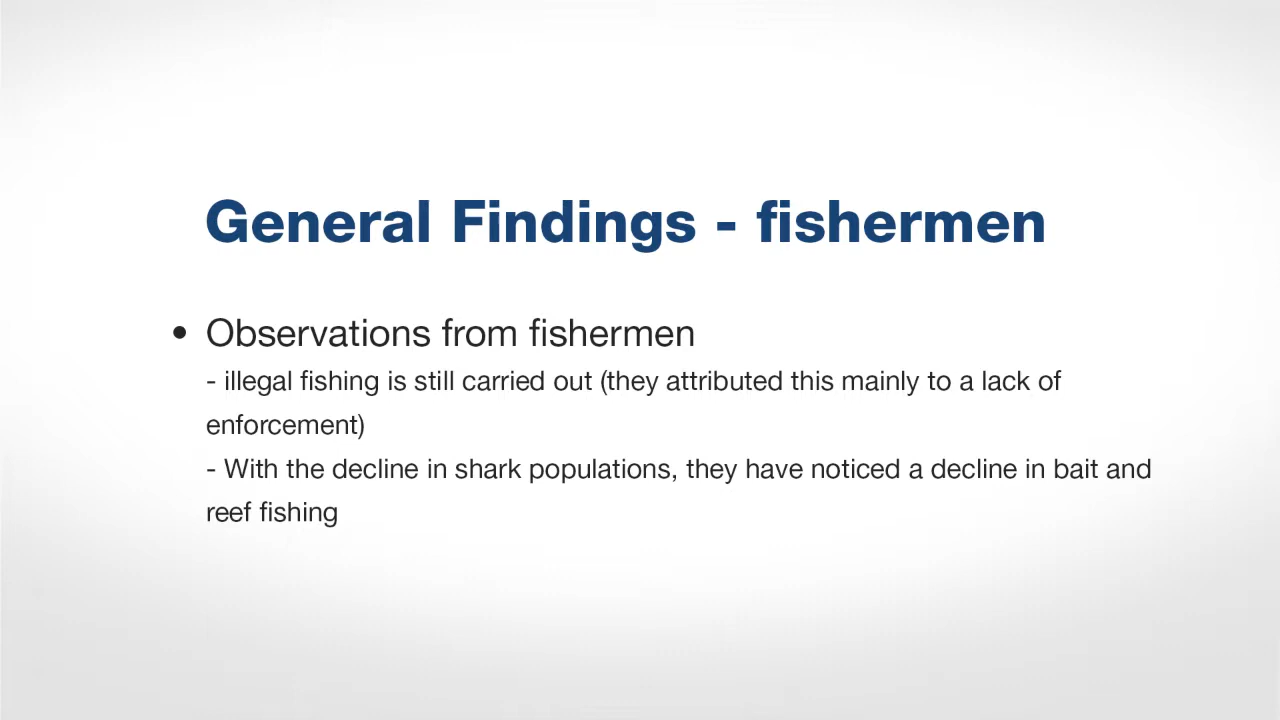 General Findings - fishermen
• Observations from fishermen
- illegal fishing is still carried out (they attributed this mainly to a lack of
enforcement)
- With the decline in shark populations, they have noticed a decline in bait and
reef fishing